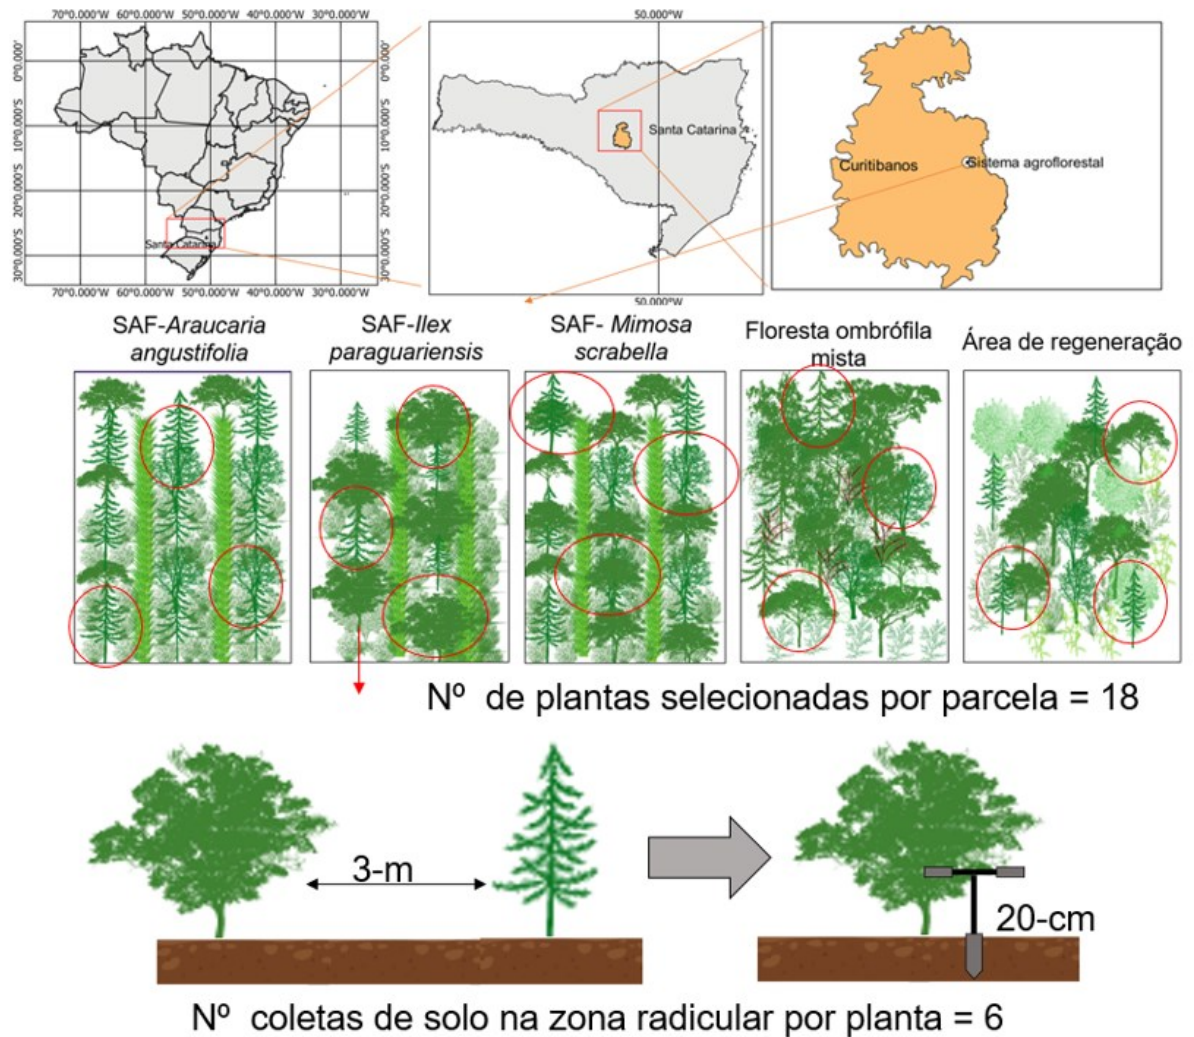 70°0.000'W 60°0.000'W 50°0.000'W 40°0.000'W 30°0.000'W
50.000°W
0°0.000'
10°0.000'S
20°0.000'S
30°0.000'S
0°0.000'
10°0.000'S
20°0.000'S
30°0.000'S
Santa Catarina
Santa Catarina
Curitibanos
Sistema agroflorestal
70°0.000'W 60°0.000'W 50°0.000'W 40°0.000'W 30°0.000'W
50.000°W
SAF-Araucaria
angustifolia
SAF-Ilex
paraguariensis
SAF- Mimosa
scrabella
Floresta ombrófila
mista
Área de regeneração
Nº de plantas selecionadas por parcela = 18
3-m
20-cm
Nº coletas de solo na zona radicular por planta = 6